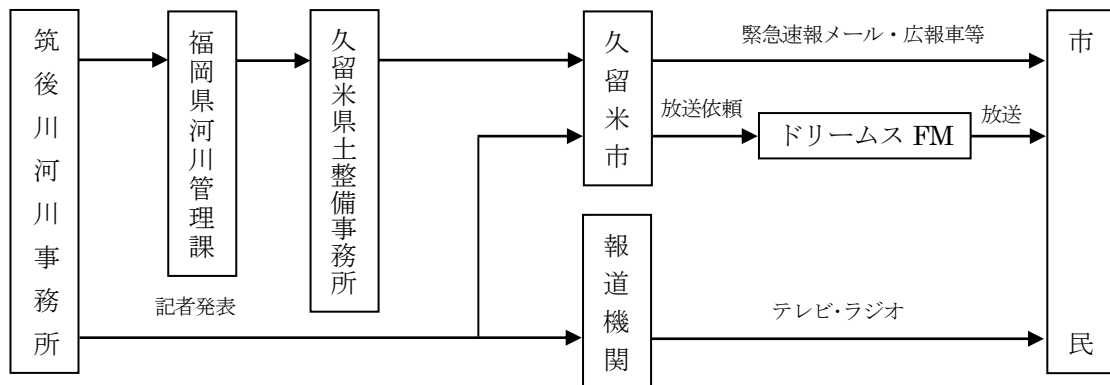 筑後川河川事務所
福岡県河川管理課
久留米県土整備事務所
久留米市
緊急速報メール・広報車等
放送依頼
ドリームス FM
放送
市民
記者発表
報道機関
テレビ・ラジオ